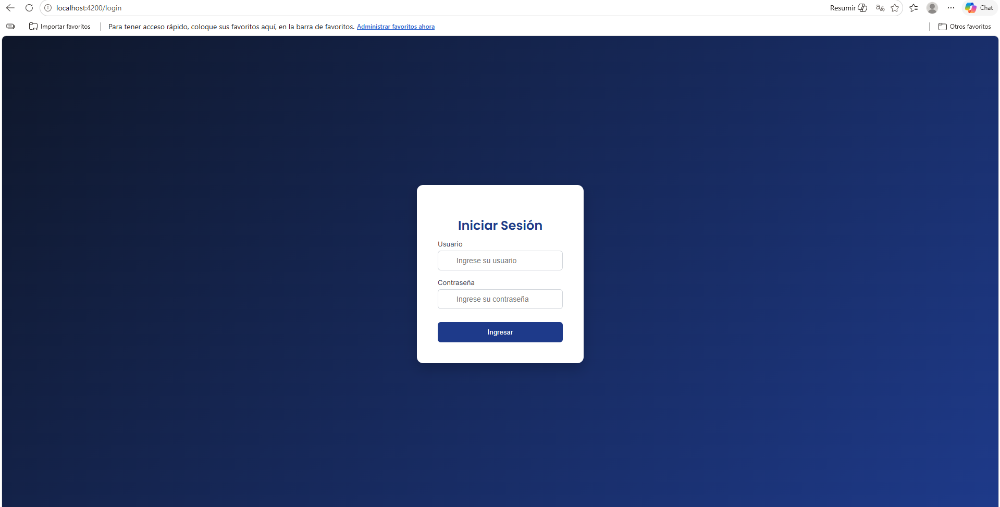 localhost:4200/login
Resumir
Chat
Importar favoritos
Para tener acceso rápido, coloque sus favoritos aquí, en la barra de favoritos. Administrar favoritos ahora
Otros favoritos
Iniciar Sesión
Usuario
Ingrese su usuario
Contraseña
Ingrese su contraseña
Ingresar